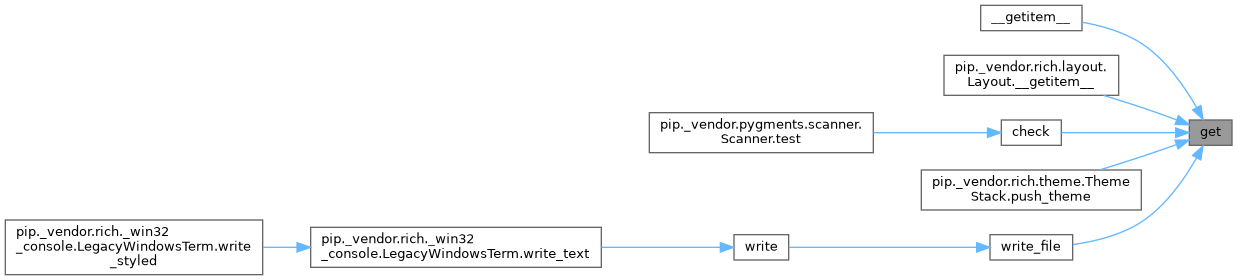 __getitem__
pip._vendor.rich.layout.
Layout.__getitem__
pip._vendor.pygments.scanner.
Scanner.test
check
get
pip._vendor.rich.theme.Theme
Stack.push_theme
pip._vendor.rich._win32
_console.LegacyWindowsTerm.write
_styled
pip._vendor.rich._win32
_console.LegacyWindowsTerm.write_text
write
write_file